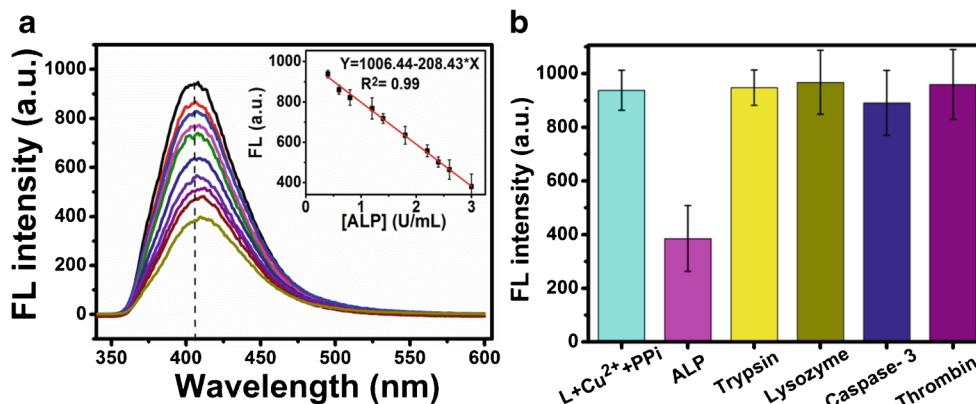 a
FL intensity (a.u.)
1000
800
600
400
200
0
350
400
450
500
550
600
Wavelength (nm)
Y=1006.44-208.43*X
R²= 0.99
FL (a.u.)
1000
800
600
400
0
1
2
3
[ALP] (U/mL)
b
FL intensity (a.u.)
1000
800
600
400
200
0
L+Cu²⁺+PPi
ALP
Trypsin
Lysozyme
Caspase- 3
Thrombin